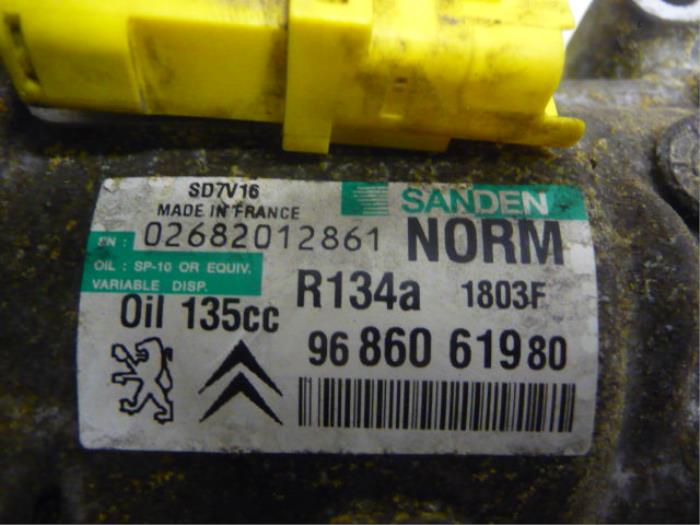 SD7V16
MADE IN FRANCE
SANDEN
SN : 02682012861
NORM
OIL : SP-10 OR EQUIV.
VARIABLE DISP.
R134a 1803F
Oil 135cc
96 860 619 80